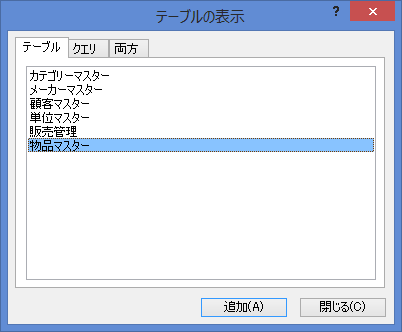 テーブルの表示
? ×
テーブル クエリ 両方
カテゴリーマスター
メーカーマスター
顧客マスター
単位マスター
販売管理
物品マスター
追加(A) 閉じる(C)